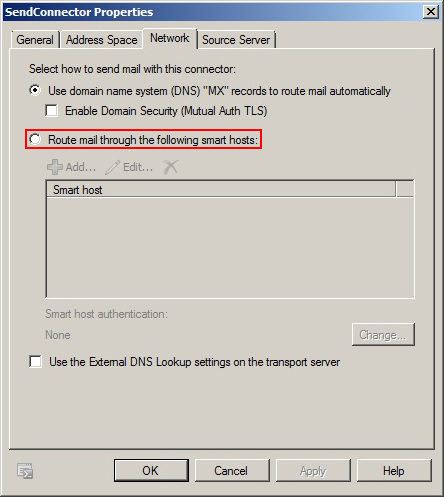 SendConnector Properties
General Address Space Network Source Server
Select how to send mail with this connector:
Use domain name system (DNS) "MX" records to route mail automatically
Enable Domain Security (Mutual Auth TLS)
Route mail through the following smart hosts:
Add... Edit...
Smart host
Smart host authentication:
None Change...
Use the External DNS Lookup settings on the transport server
OK Cancel Apply Help